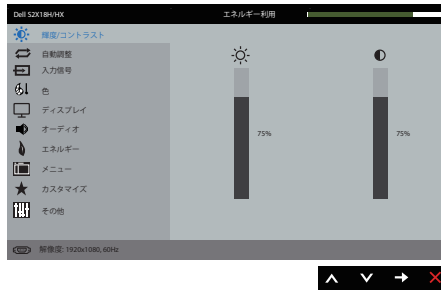 Dell S2X18H/HX
エネルギー利用
輝度/コントラスト
自動調整
入力信号
色
ディスプレイ
オーディオ
エネルギー
メニュー
カスタマイズ
その他
75%
75%
解像度: 1920x1080, 60Hz